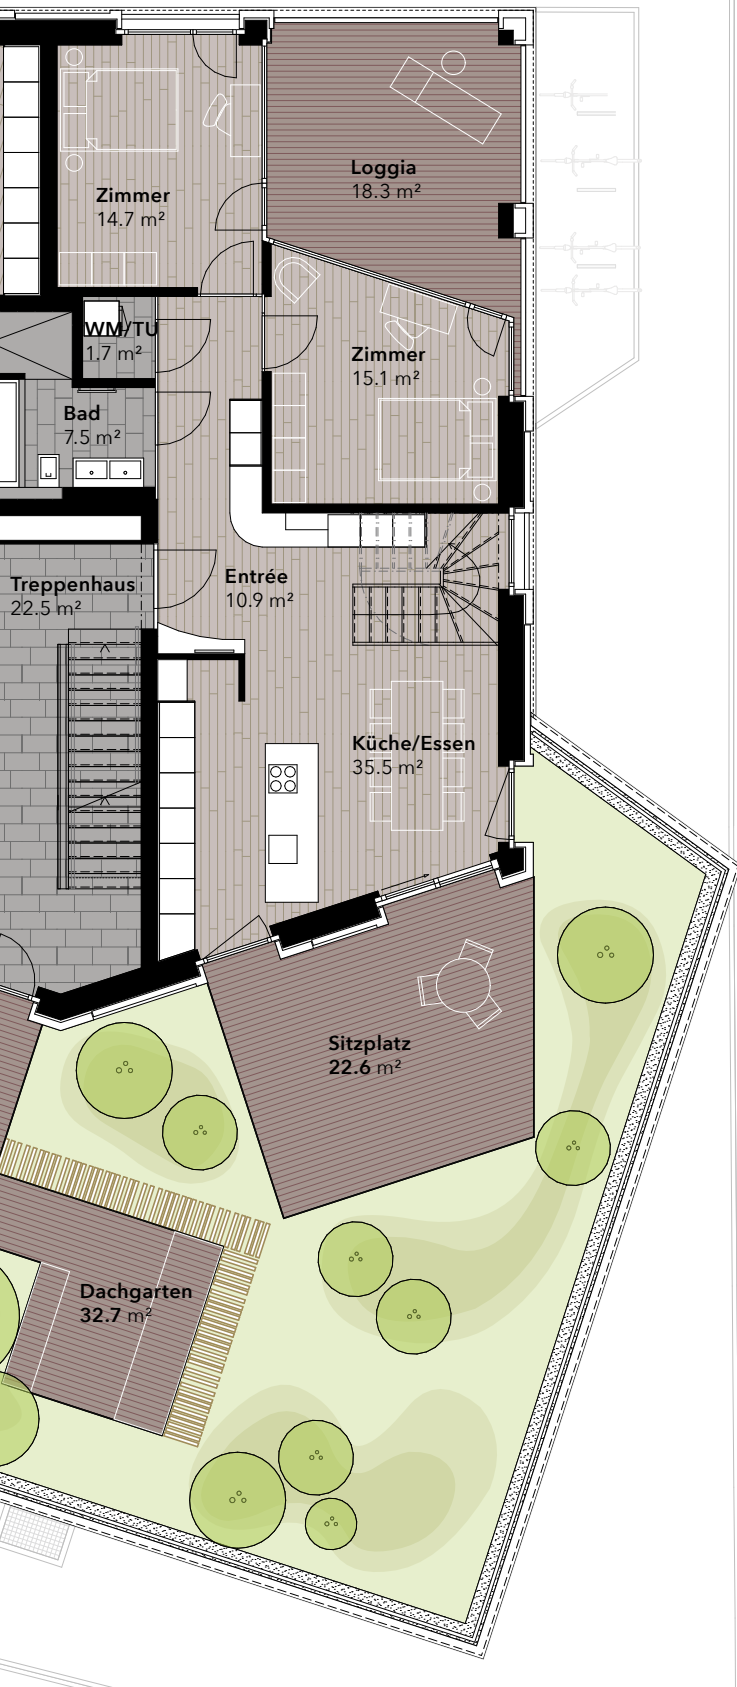 Loggia
18.3 m²
Zimmer
14.7 m²
WM/TU
1.7 m²
Zimmer
15.1 m²
Bad
7.5 m²
Treppenhaus
22.5 m²
Entrée
10.9 m²
Küche/Essen
35.5 m²
Sitzplatz
22.6 m²
Dachgarten
32.7 m²